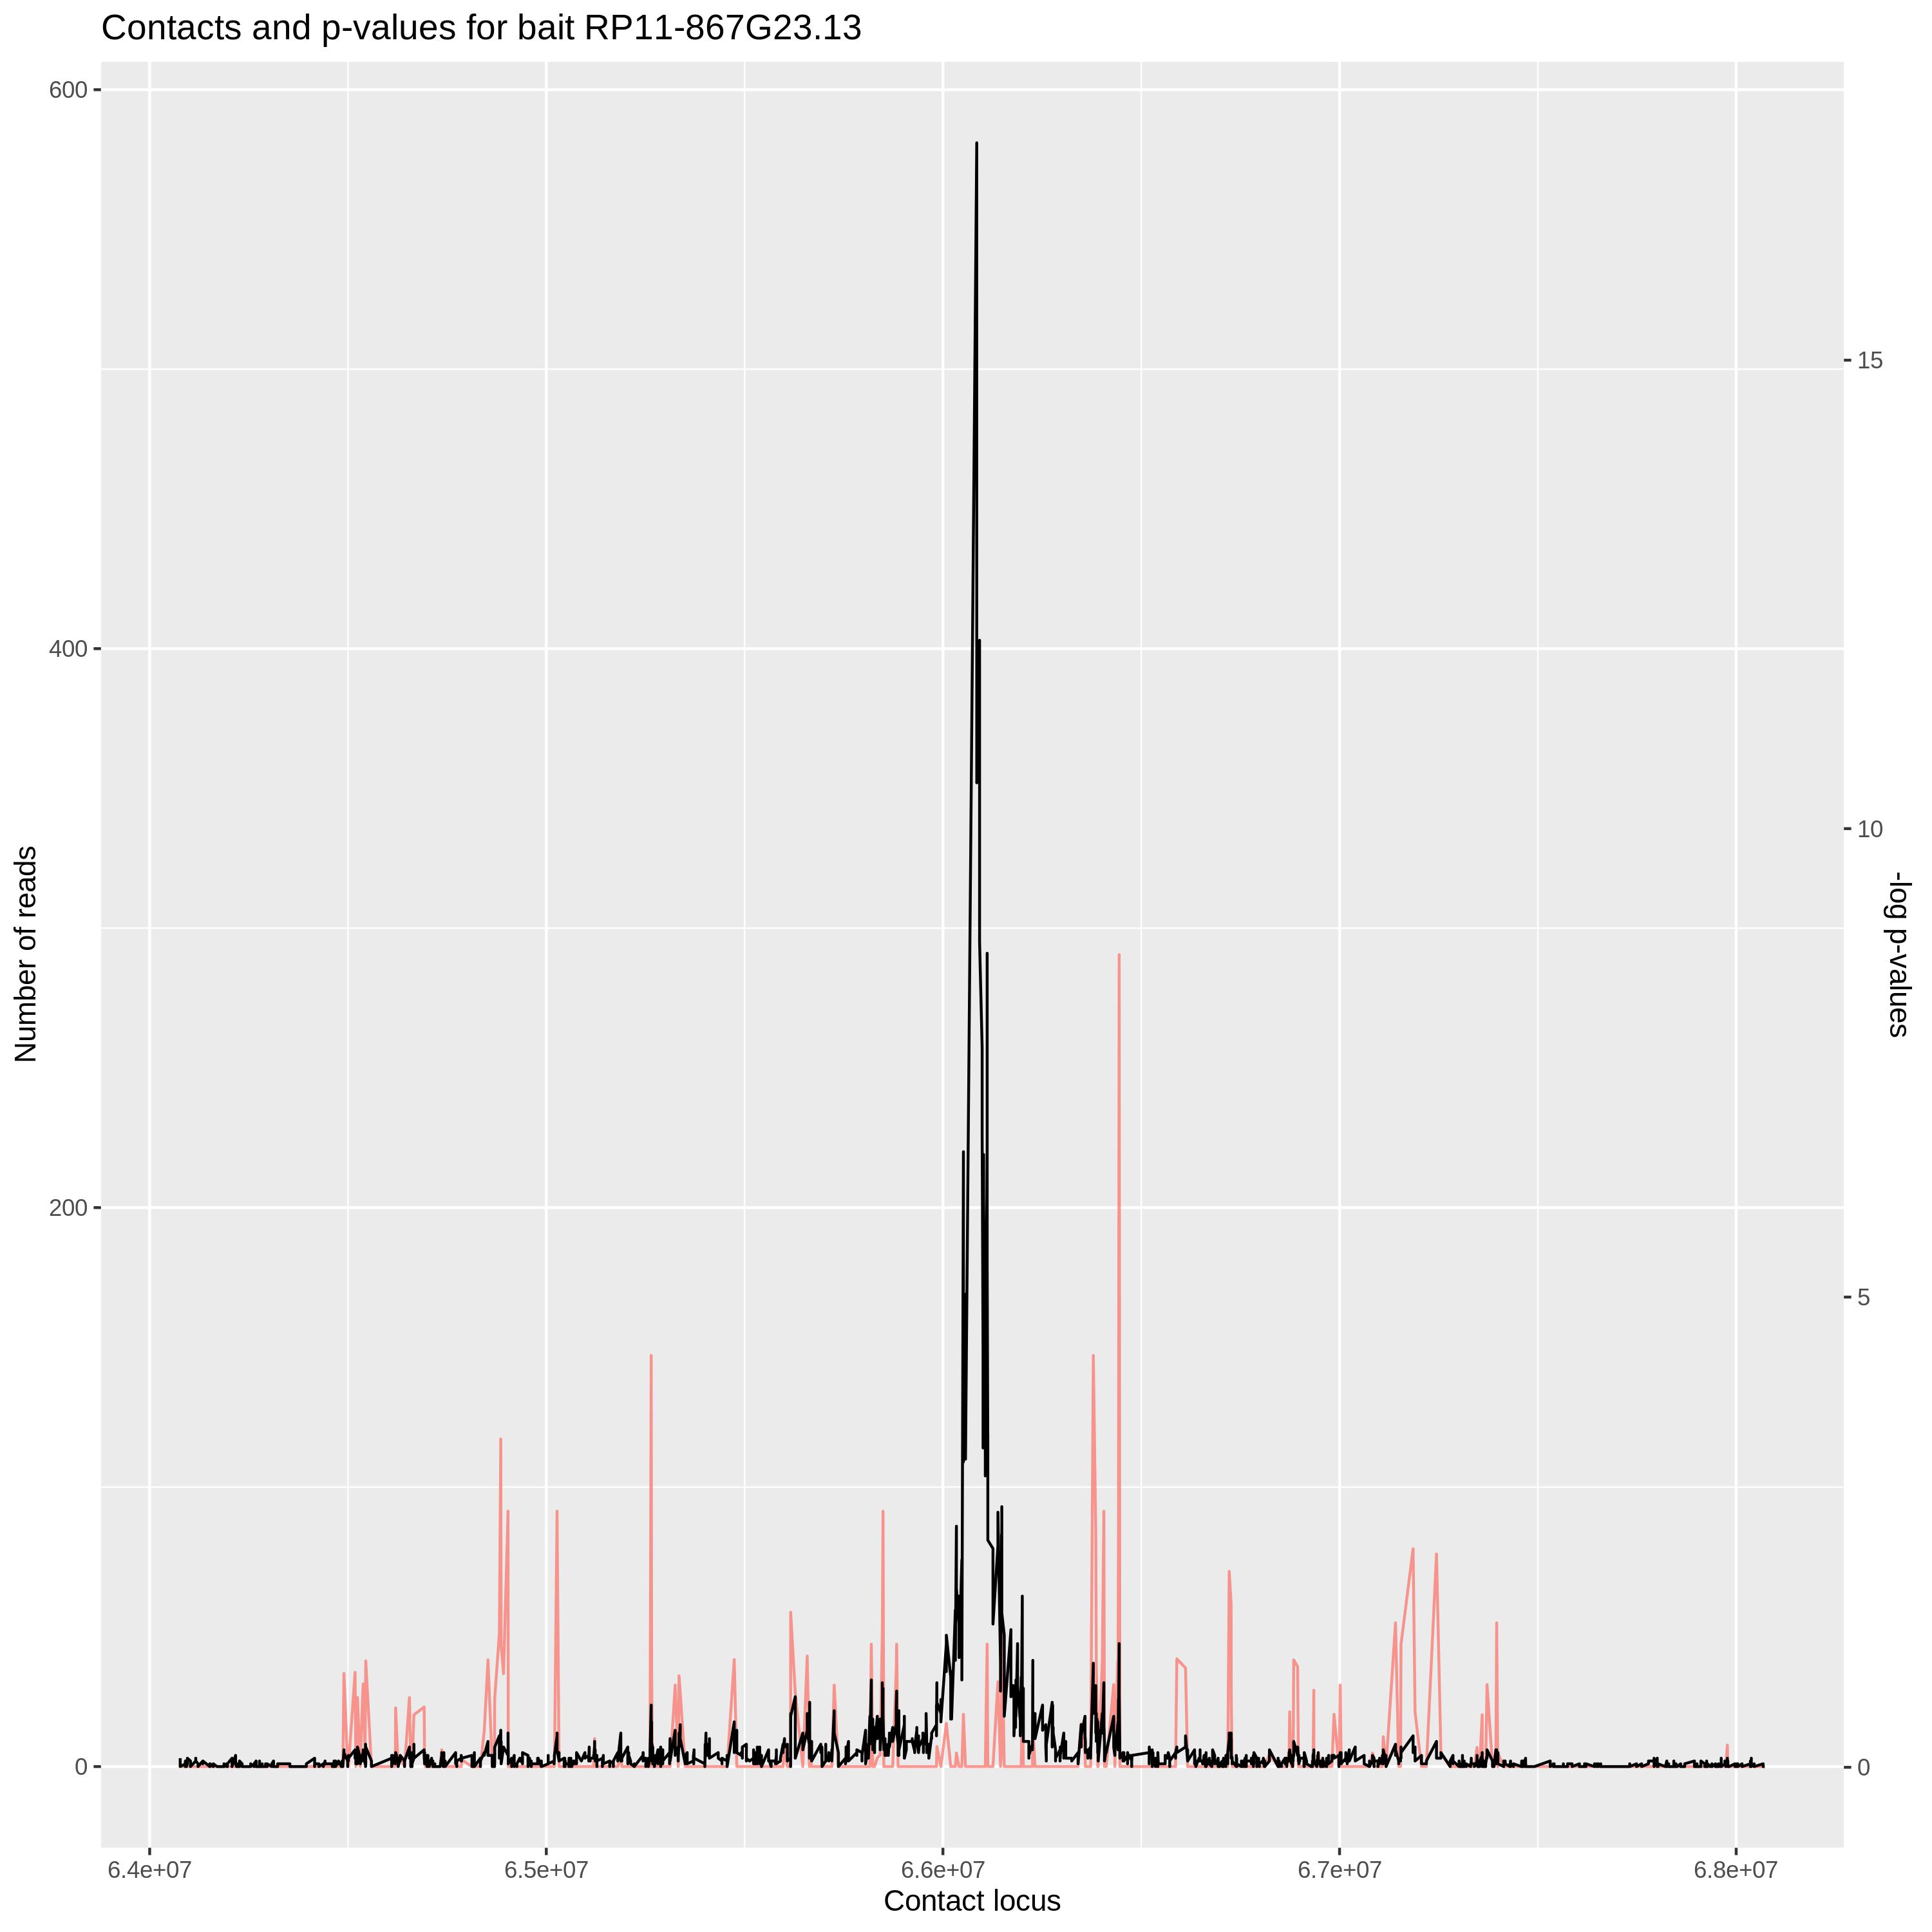 Contacts and p-values for bait RP11-867G23.13
600
400
200
0
Number of reads
15
10
5
0
-log p-values
6.4e+07 6.5e+07 6.6e+07 6.7e+07 6.8e+07
Contact locus